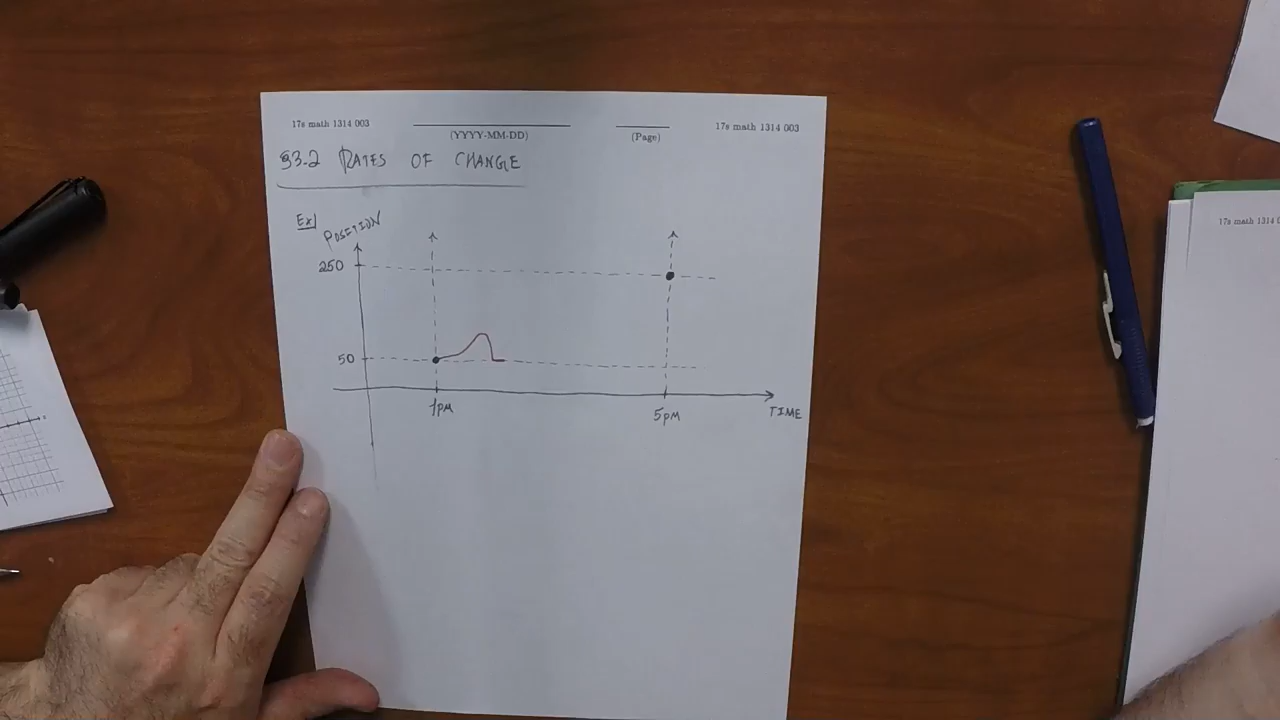 17s math 1314 003 (YYYY-MM-DD) (Page) 17s math 1314 003
§3.2 RATES OF CHANGE
Ex)
POSITION
250
50
1PM 5PM TIME
17s math 1314
x